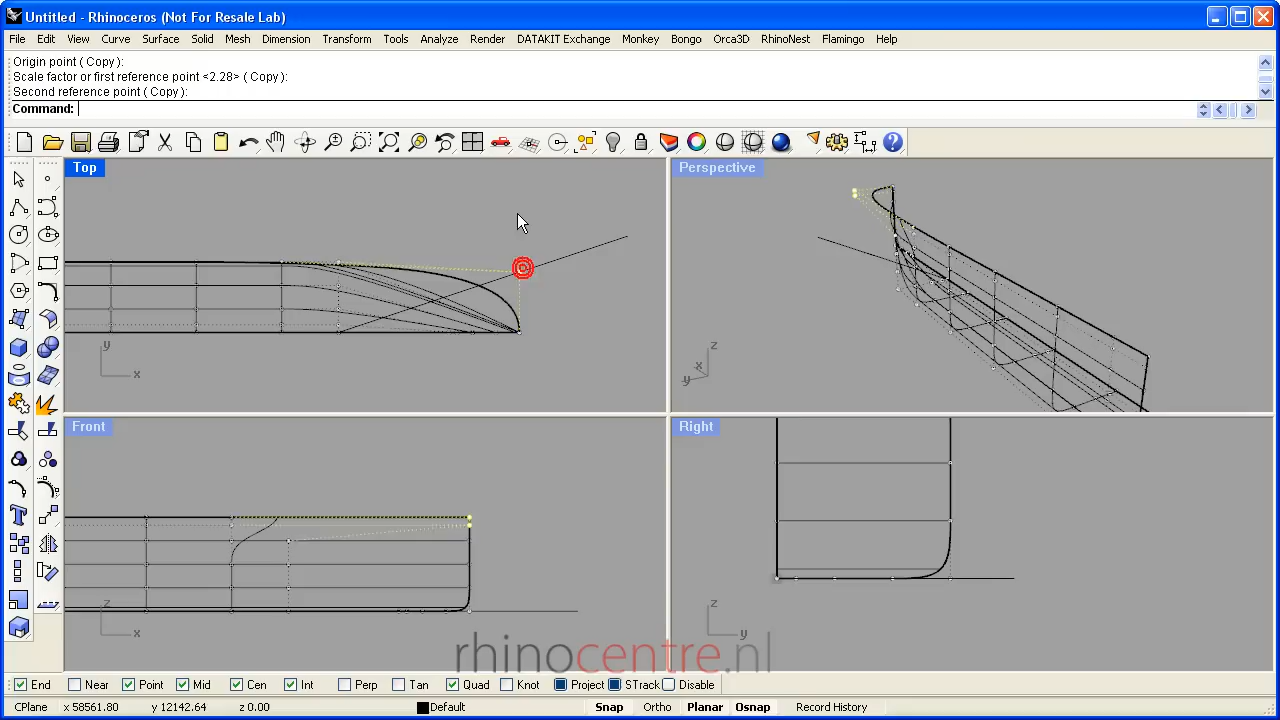 Untitled - Rhinoceros (Not For Resale Lab)
File Edit View Curve Surface Solid Mesh Dimension Transform Tools Analyze Render DATAKIT Exchange Monkey Bongo Orca3D RhinoNest Flamingo Help
Origin point ( Copy ):
Scale factor or first reference point <2.28> ( Copy ):
Second reference point ( Copy ):
Command:
Top
Perspective
y
x
z
x
y
Front
Right
z
x
z
y
rhinocentre.nl
End Near Point Mid Cen Int Perp Tan Quad Knot Project STrack Disable
CPlane x 58561.80 y 12142.64 z 0.00 Default Snap Ortho Planar Osnap Record History